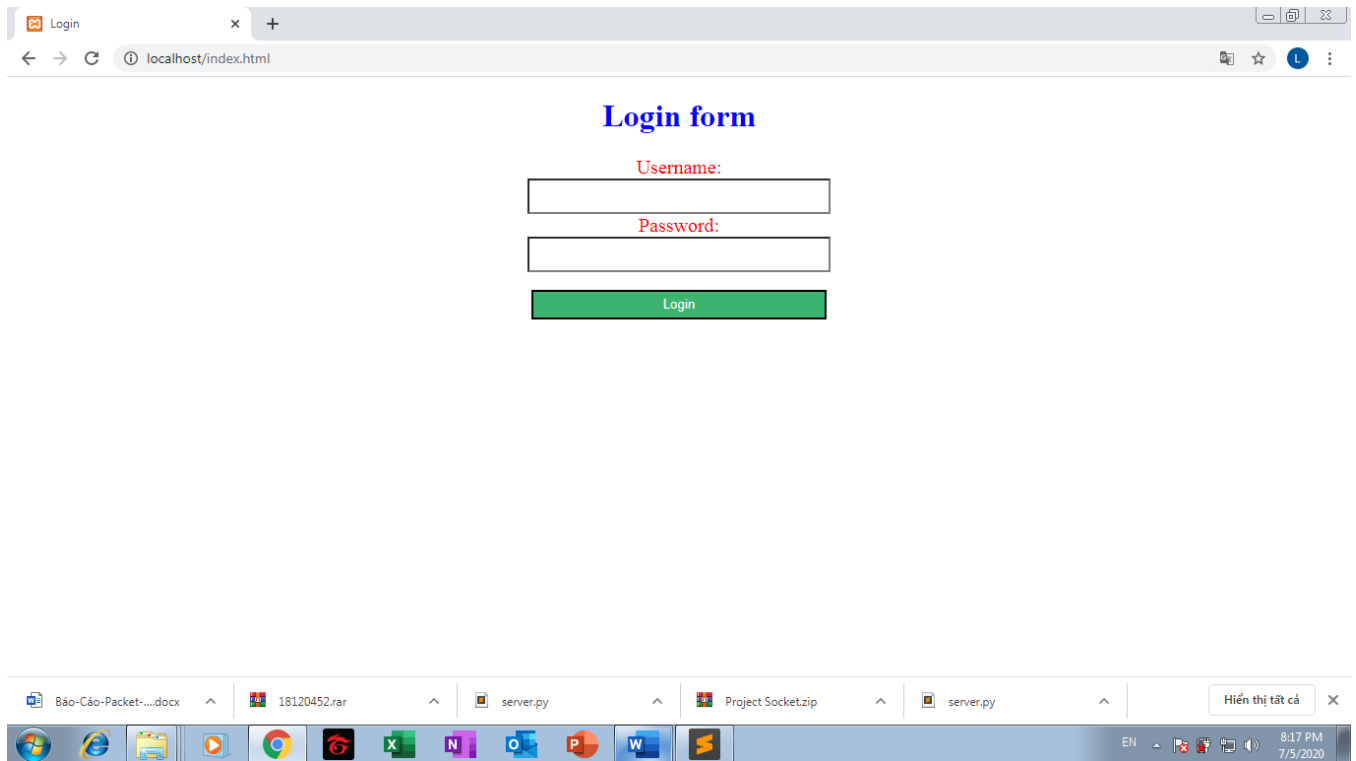 Login
localhost/index.html
L
Login form
Username:
Password:
Login
Báo-Cáo-Packet-....docx
18120452.rar
server.py
Project Socket.zip
server.py
Hiển thị tất cả
EN
8:17 PM
7/5/2020